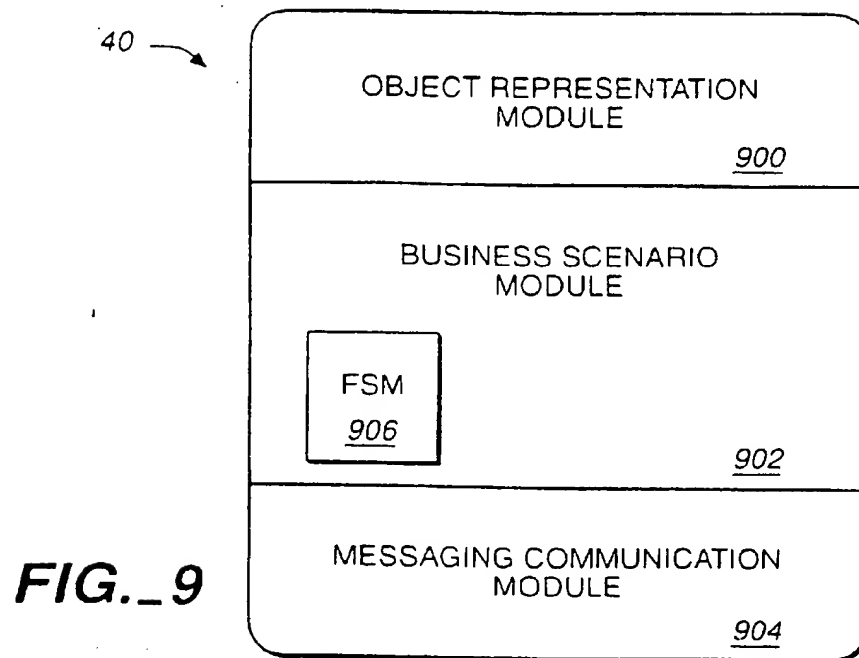 40
OBJECT REPRESENTATION
MODULE
900
BUSINESS SCENARIO
MODULE
FSM
906
902
MESSAGING COMMUNICATION
MODULE
904
FIG._9